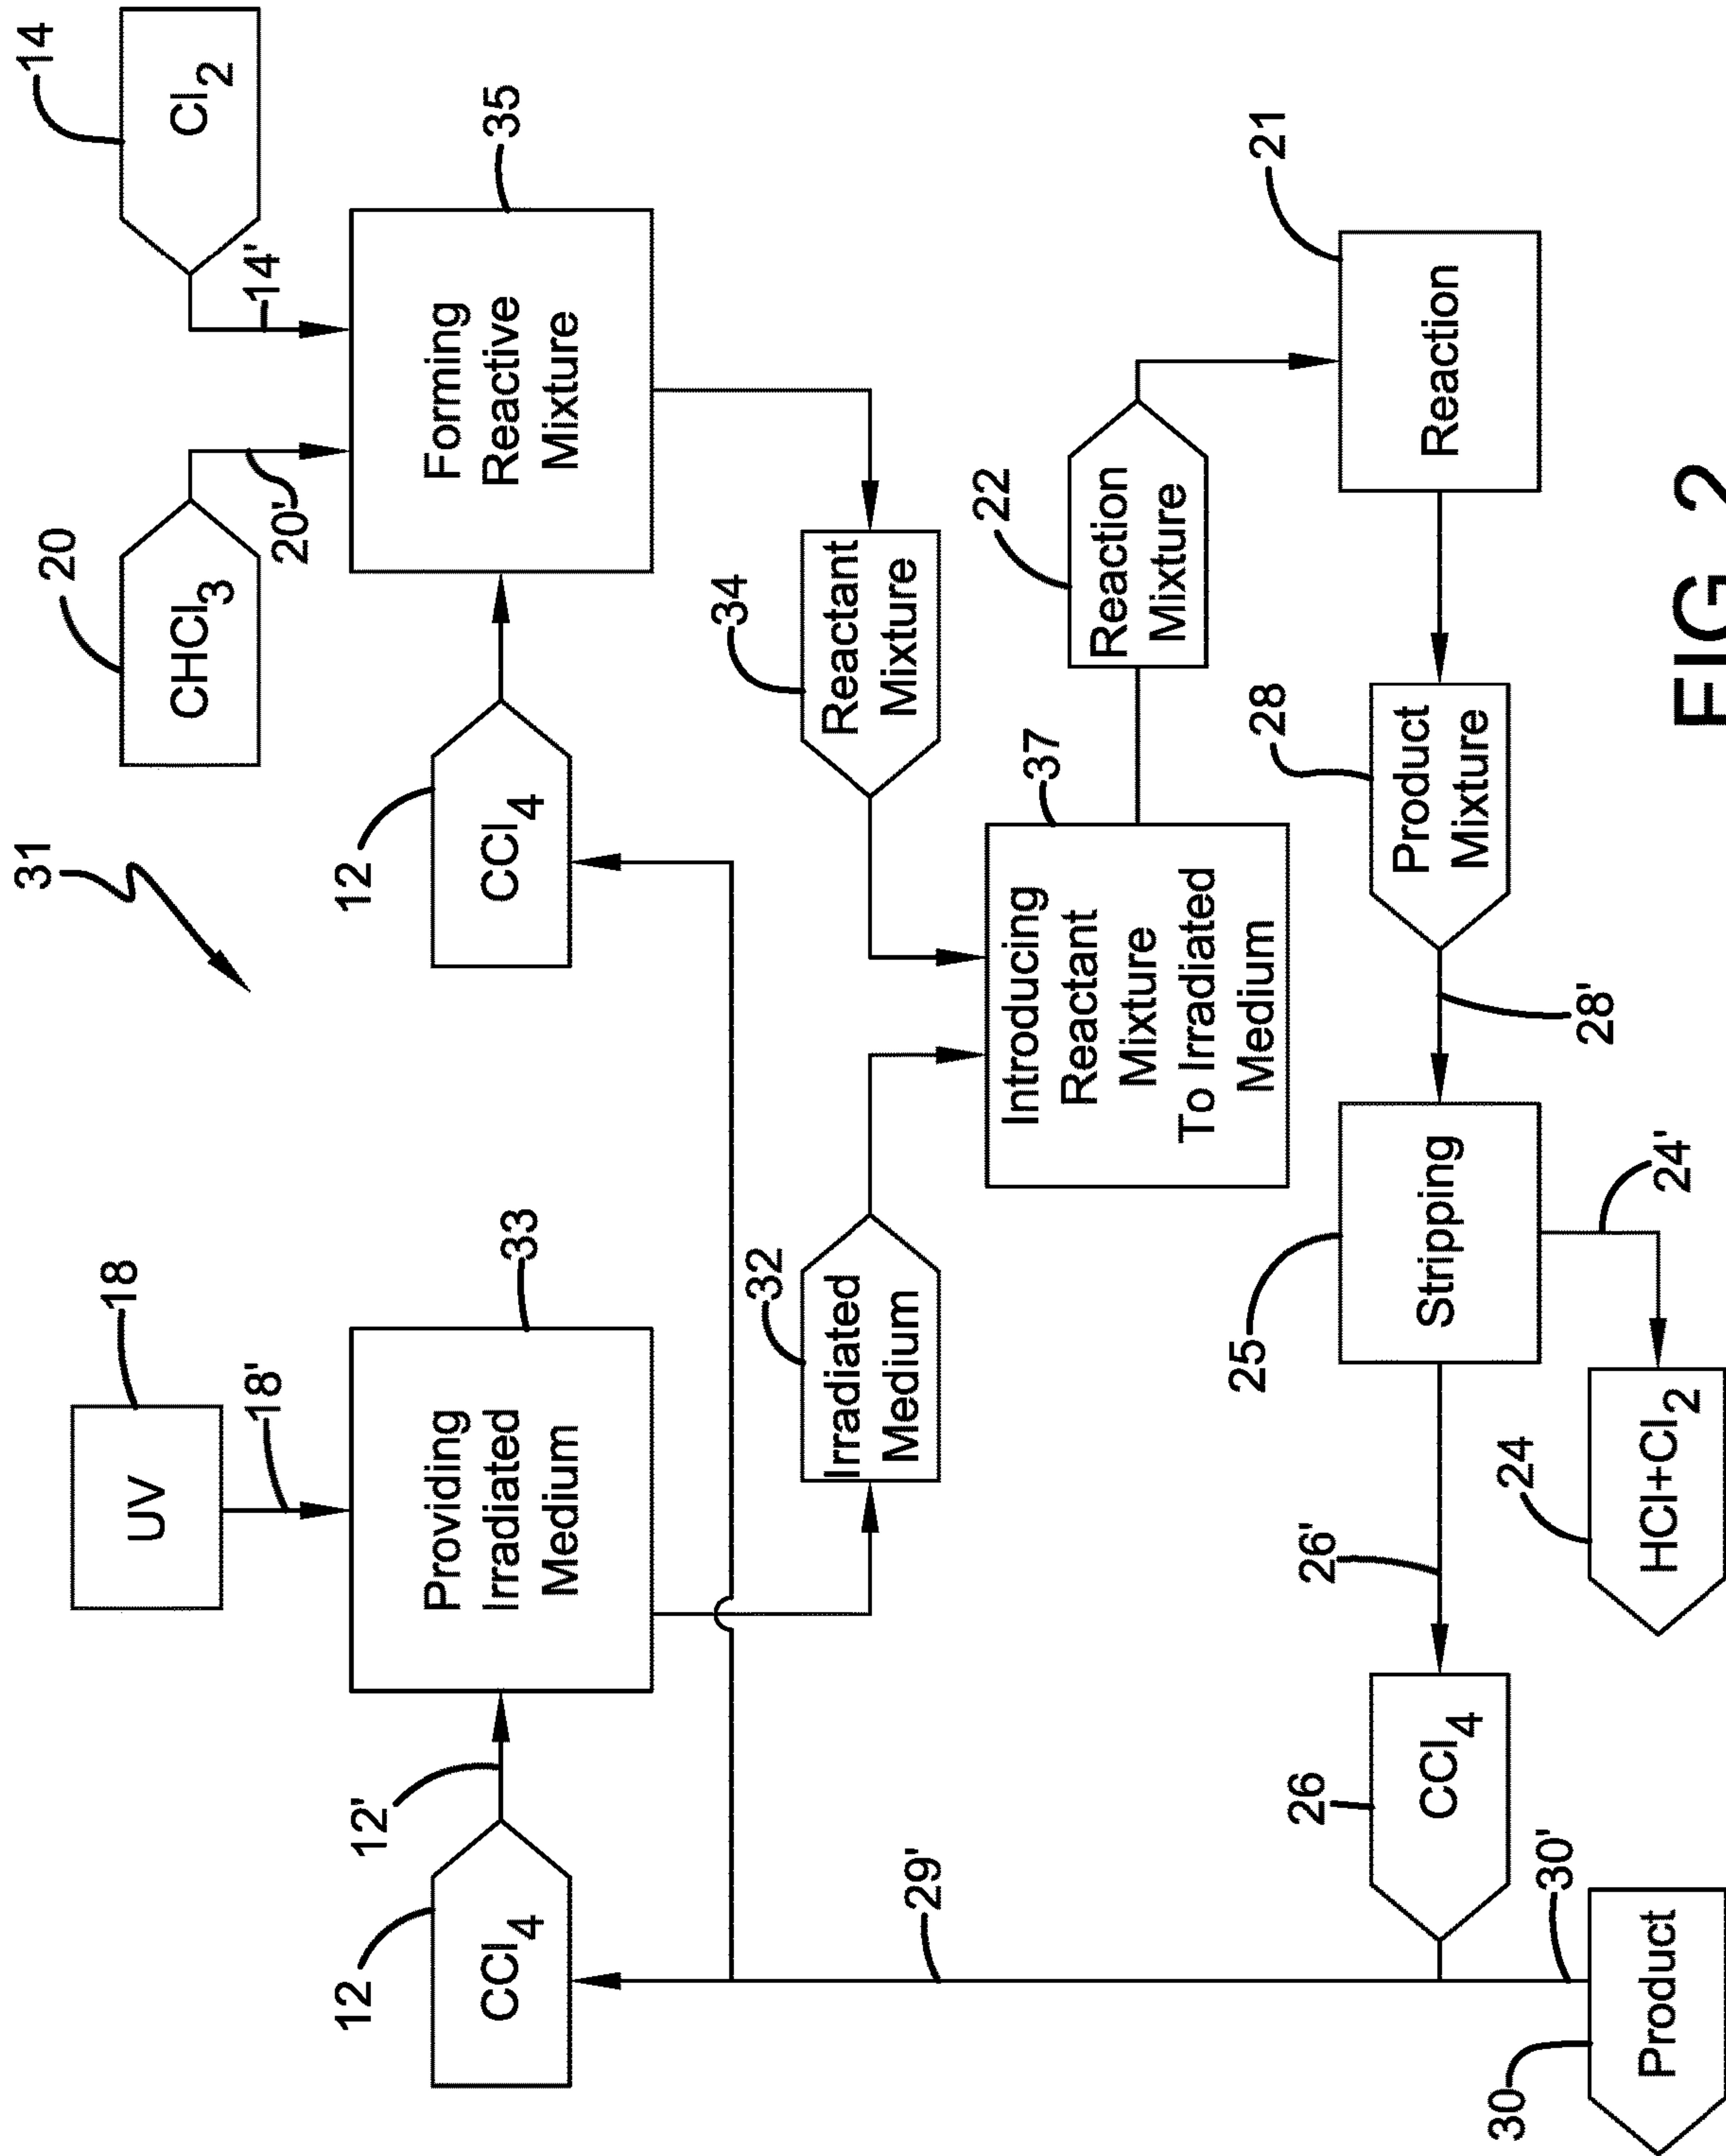 31
18
UV
18'
20
CHCl3
20'
14
Cl2
14'
12
CCl4
12'
33
Providing
Irradiated
Medium
12
CCl4
35
Forming
Reactive
Mixture
29'
32
Irradiated
Medium
34
Reactant
Mixture
37
Introducing
Reactant
Mixture
To Irradiated
Medium
22
Reaction
Mixture
21
Reaction
28
Product
Mixture
28'
25
Stripping
24'
24
HCl+Cl2
26'
26
CCl4
30'
30
Product
FIG. 2